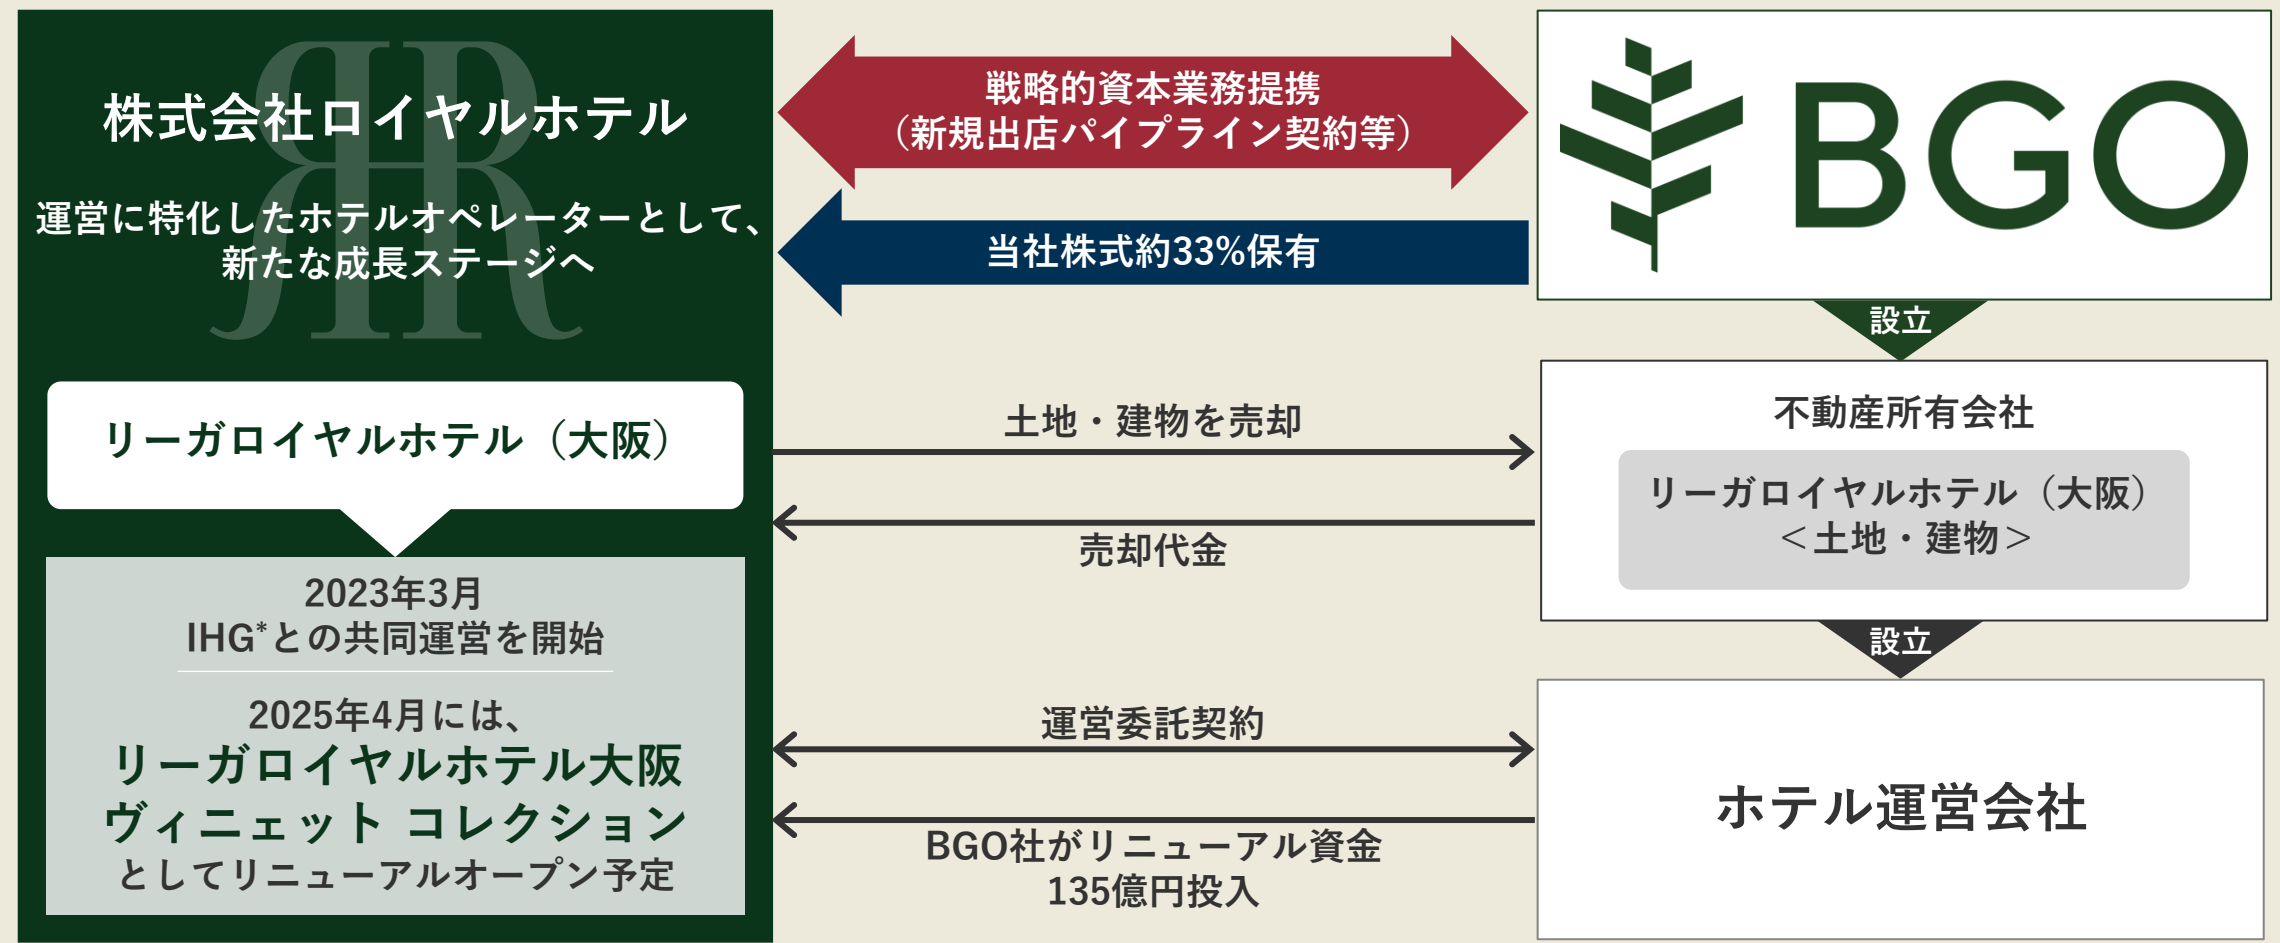 株式会社ロイヤルホテル
運営に特化したホテルオペレーターとして、
新たな成長ステージへ
戦略的資本業務提携
（新規出店パイプライン契約等）
当社株式約33%保有
BGO
設立
リーガロイヤルホテル（大阪）
土地・建物を売却
売却代金
不動産所有会社
リーガロイヤルホテル（大阪）
＜土地・建物＞
設立
2023年3月
IHG*との共同運営を開始
2025年4月には、
リーガロイヤルホテル大阪
ヴィニェット コレクション
としてリニューアルオープン予定
運営委託契約
BGO社がリニューアル資金
135億円投入
ホテル運営会社